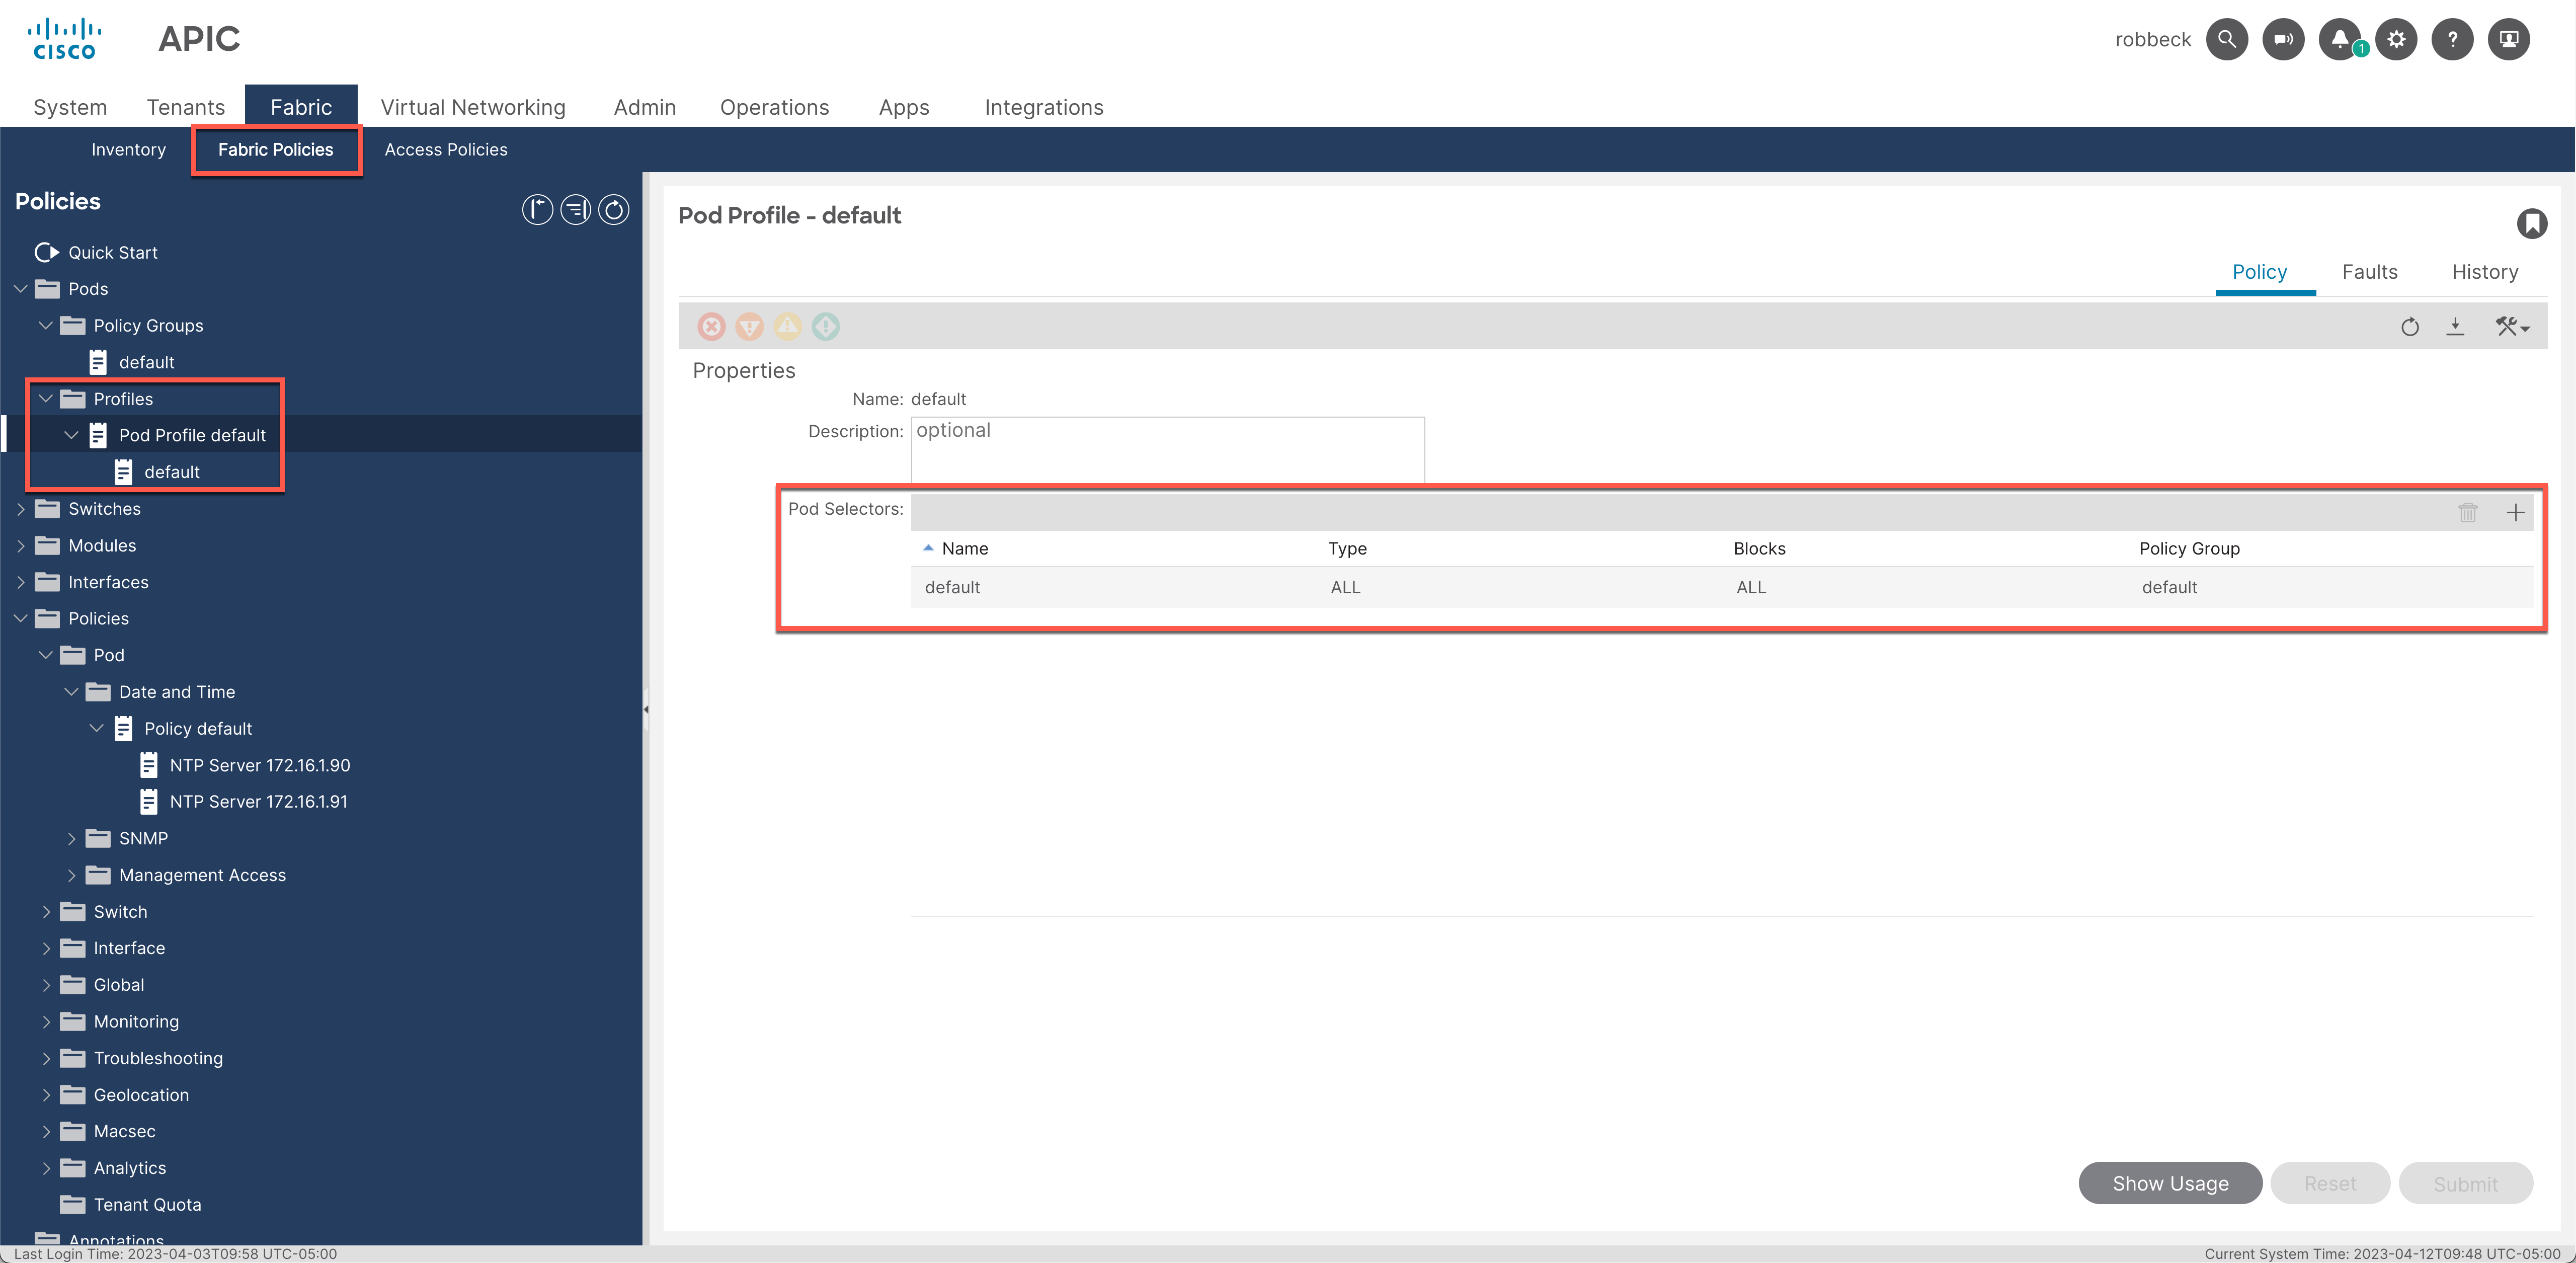 CISCO APIC robbeck
1
System Tenants Fabric Virtual Networking Admin Operations Apps Integrations
Inventory Fabric Policies Access Policies
Policies
Quick Start
Pods
Policy Groups
default
Profiles
Pod Profile default
default
Switches
Modules
Interfaces
Policies
Pod
Date and Time
Policy default
NTP Server 172.16.1.90
NTP Server 172.16.1.91
SNMP
Management Access
Switch
Interface
Global
Monitoring
Troubleshooting
Geolocation
Macsec
Analytics
Tenant Quota
Annotations
Pod Profile - default
Policy Faults History
Properties
Name: default
Description: optional
Pod Selectors:
Name Type Blocks Policy Group
default ALL ALL default
Show Usage Reset Submit
Last Login Time: 2023-04-03T09:58 UTC-05:00 Current System Time: 2023-04-12T09:48 UTC-05:00